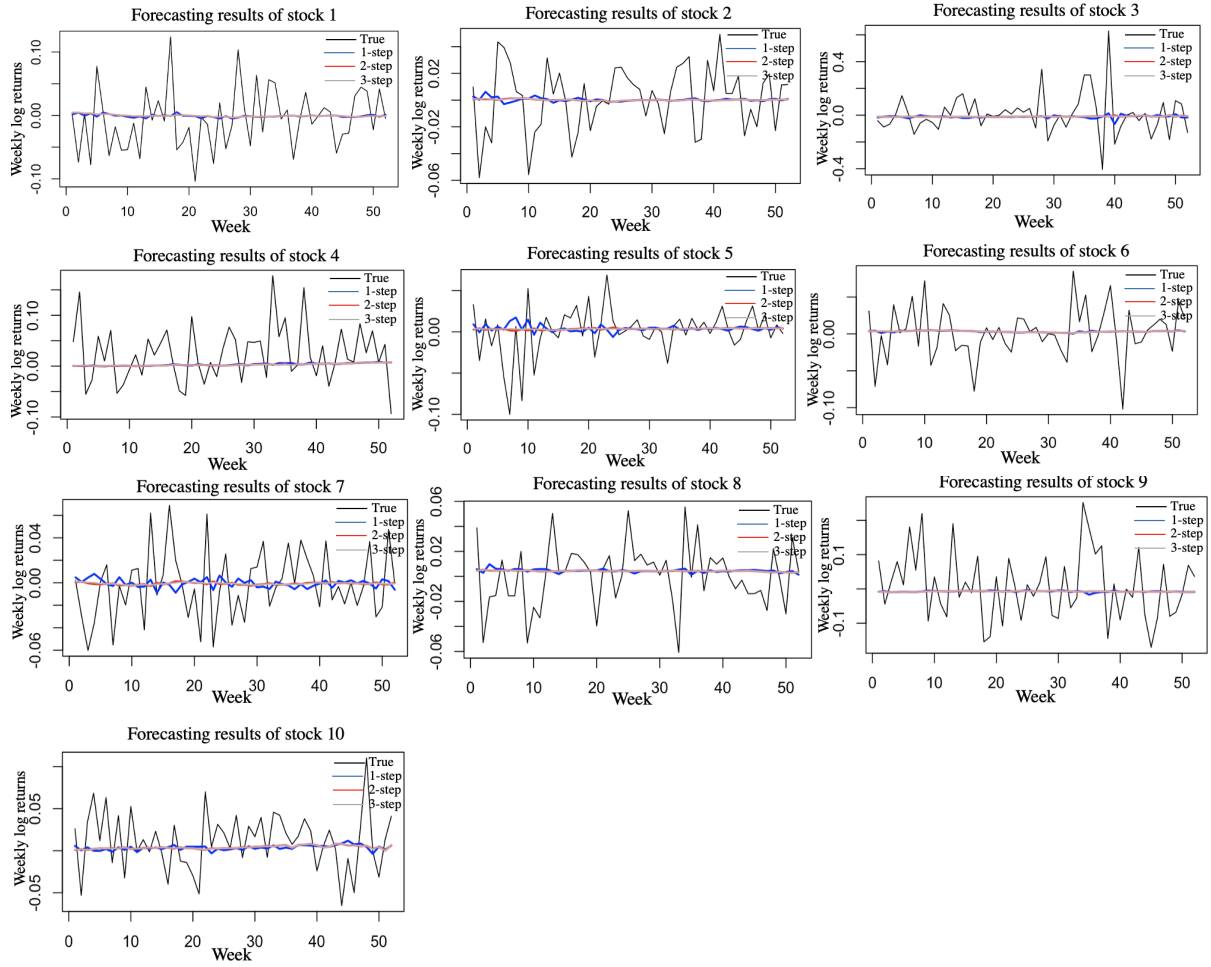 Forecasting results of stock 1
Weekly log returns
0.10
0.00
-0.10
True
1-step
2-step
3-step
0 10 20 30 40 50
Week
Forecasting results of stock 2
Weekly log returns
0.02
-0.02
-0.06
True
1-step
2-step
3-step
0 10 20 30 40 50
Week
Forecasting results of stock 3
Weekly log returns
0.4
0.0
-0.4
True
1-step
2-step
3-step
0 10 20 30 40 50
Week
Forecasting results of stock 4
Weekly log returns
0.10
0.00
-0.10
True
1-step
2-step
3-step
0 10 20 30 40 50
Week
Forecasting results of stock 5
Weekly log returns
0.00
-0.10
True
1-step
2-step
3-step
0 10 20 30 40 50
Week
Forecasting results of stock 6
Weekly log returns
0.00
-0.10
True
1-step
2-step
3-step
0 10 20 30 40 50
Week
Forecasting results of stock 7
Weekly log returns
0.04
0.00
-0.06
True
1-step
2-step
3-step
0 10 20 30 40 50
Week
Forecasting results of stock 8
Weekly log returns
0.06
0.02
-0.02
-0.06
True
1-step
2-step
3-step
0 10 20 30 40 50
Week
Forecasting results of stock 9
Weekly log returns
0.1
-0.1
True
1-step
2-step
3-step
0 10 20 30 40 50
Week
Forecasting results of stock 10
Weekly log returns
0.05
-0.05
True
1-step
2-step
3-step
0 10 20 30 40 50
Week